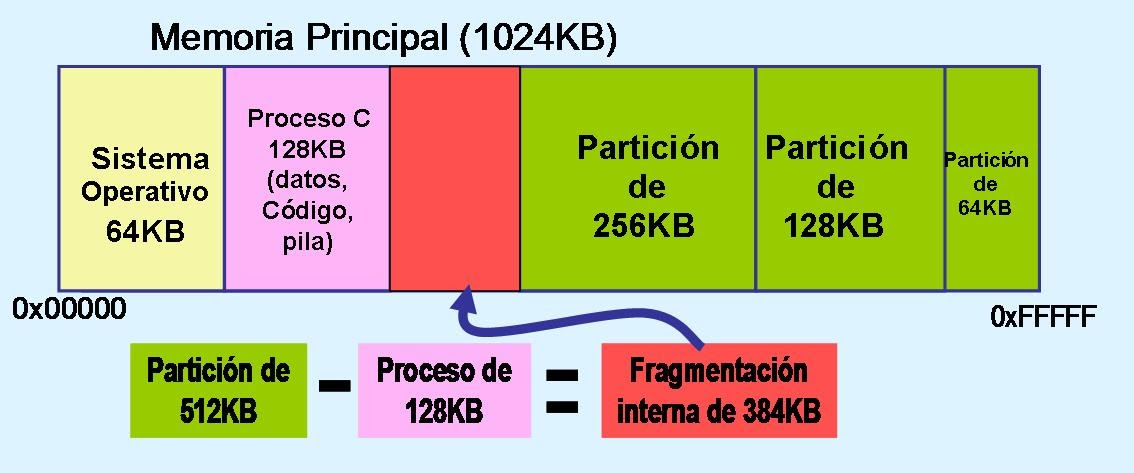 Memoria Principal (1024KB)
Sistema
Operativo
64KB
Proceso C
128KB
(datos,
Código,
pila)
Partición
de
256KB
Partición
de
128KB
Partición
de
64KB
0x00000
0xFFFFF
Partición de
512KB
-
Proceso de
128KB
=
Fragmentación
interna de 384KB